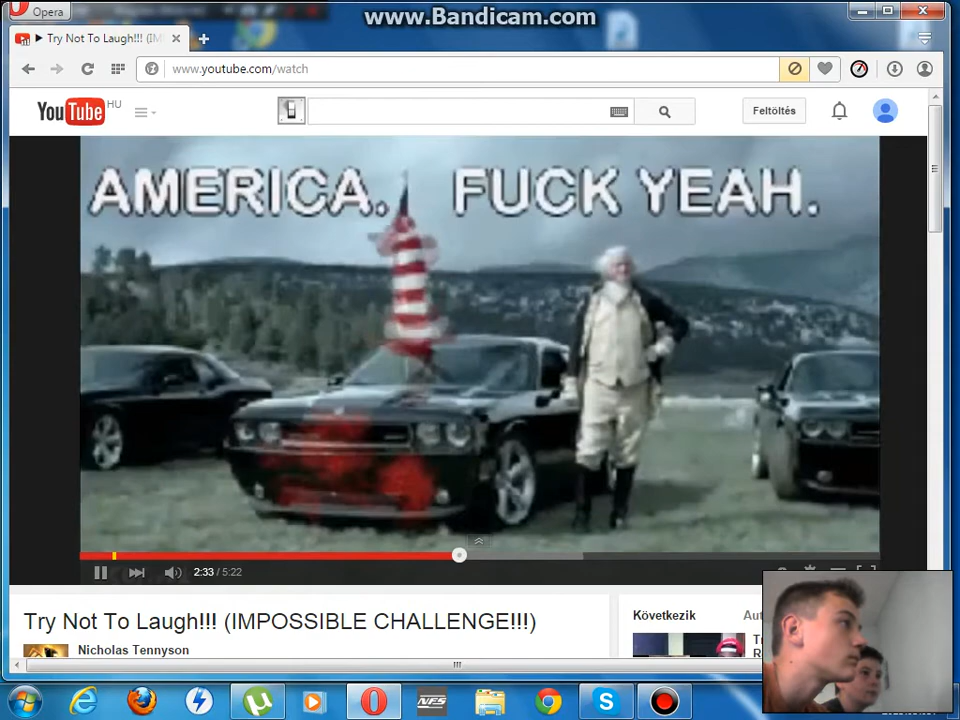 www.Bandicam.com
Opera
Try Not To Laugh!!! (IM
www.youtube.com/watch
YouTube HU
Feltöltés
AMERICA. FUCK YEAH.
2:33 / 5:22
Try Not To Laugh!!! (IMPOSSIBLE CHALLENGE!!!)
Következik
Nicholas Tennyson
NFS